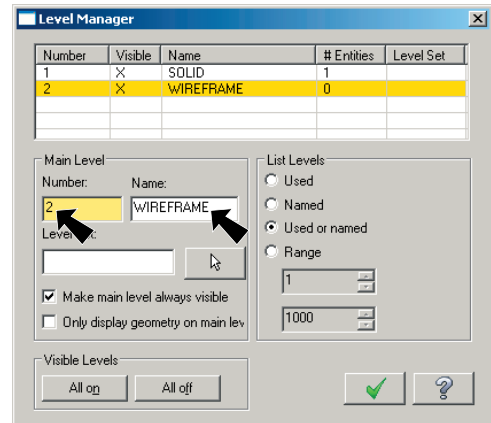 Level Manager
Number Visible Name # Entities Level Set
1 X SOLID 1
2 X WIREFRAME 0
Main Level
Number: Name:
2 WIREFRAME
Make main level always visible
Only display geometry on main lev
List Levels
Used
Named
Used or named
Range
1
1000
Visible Levels
All on All off